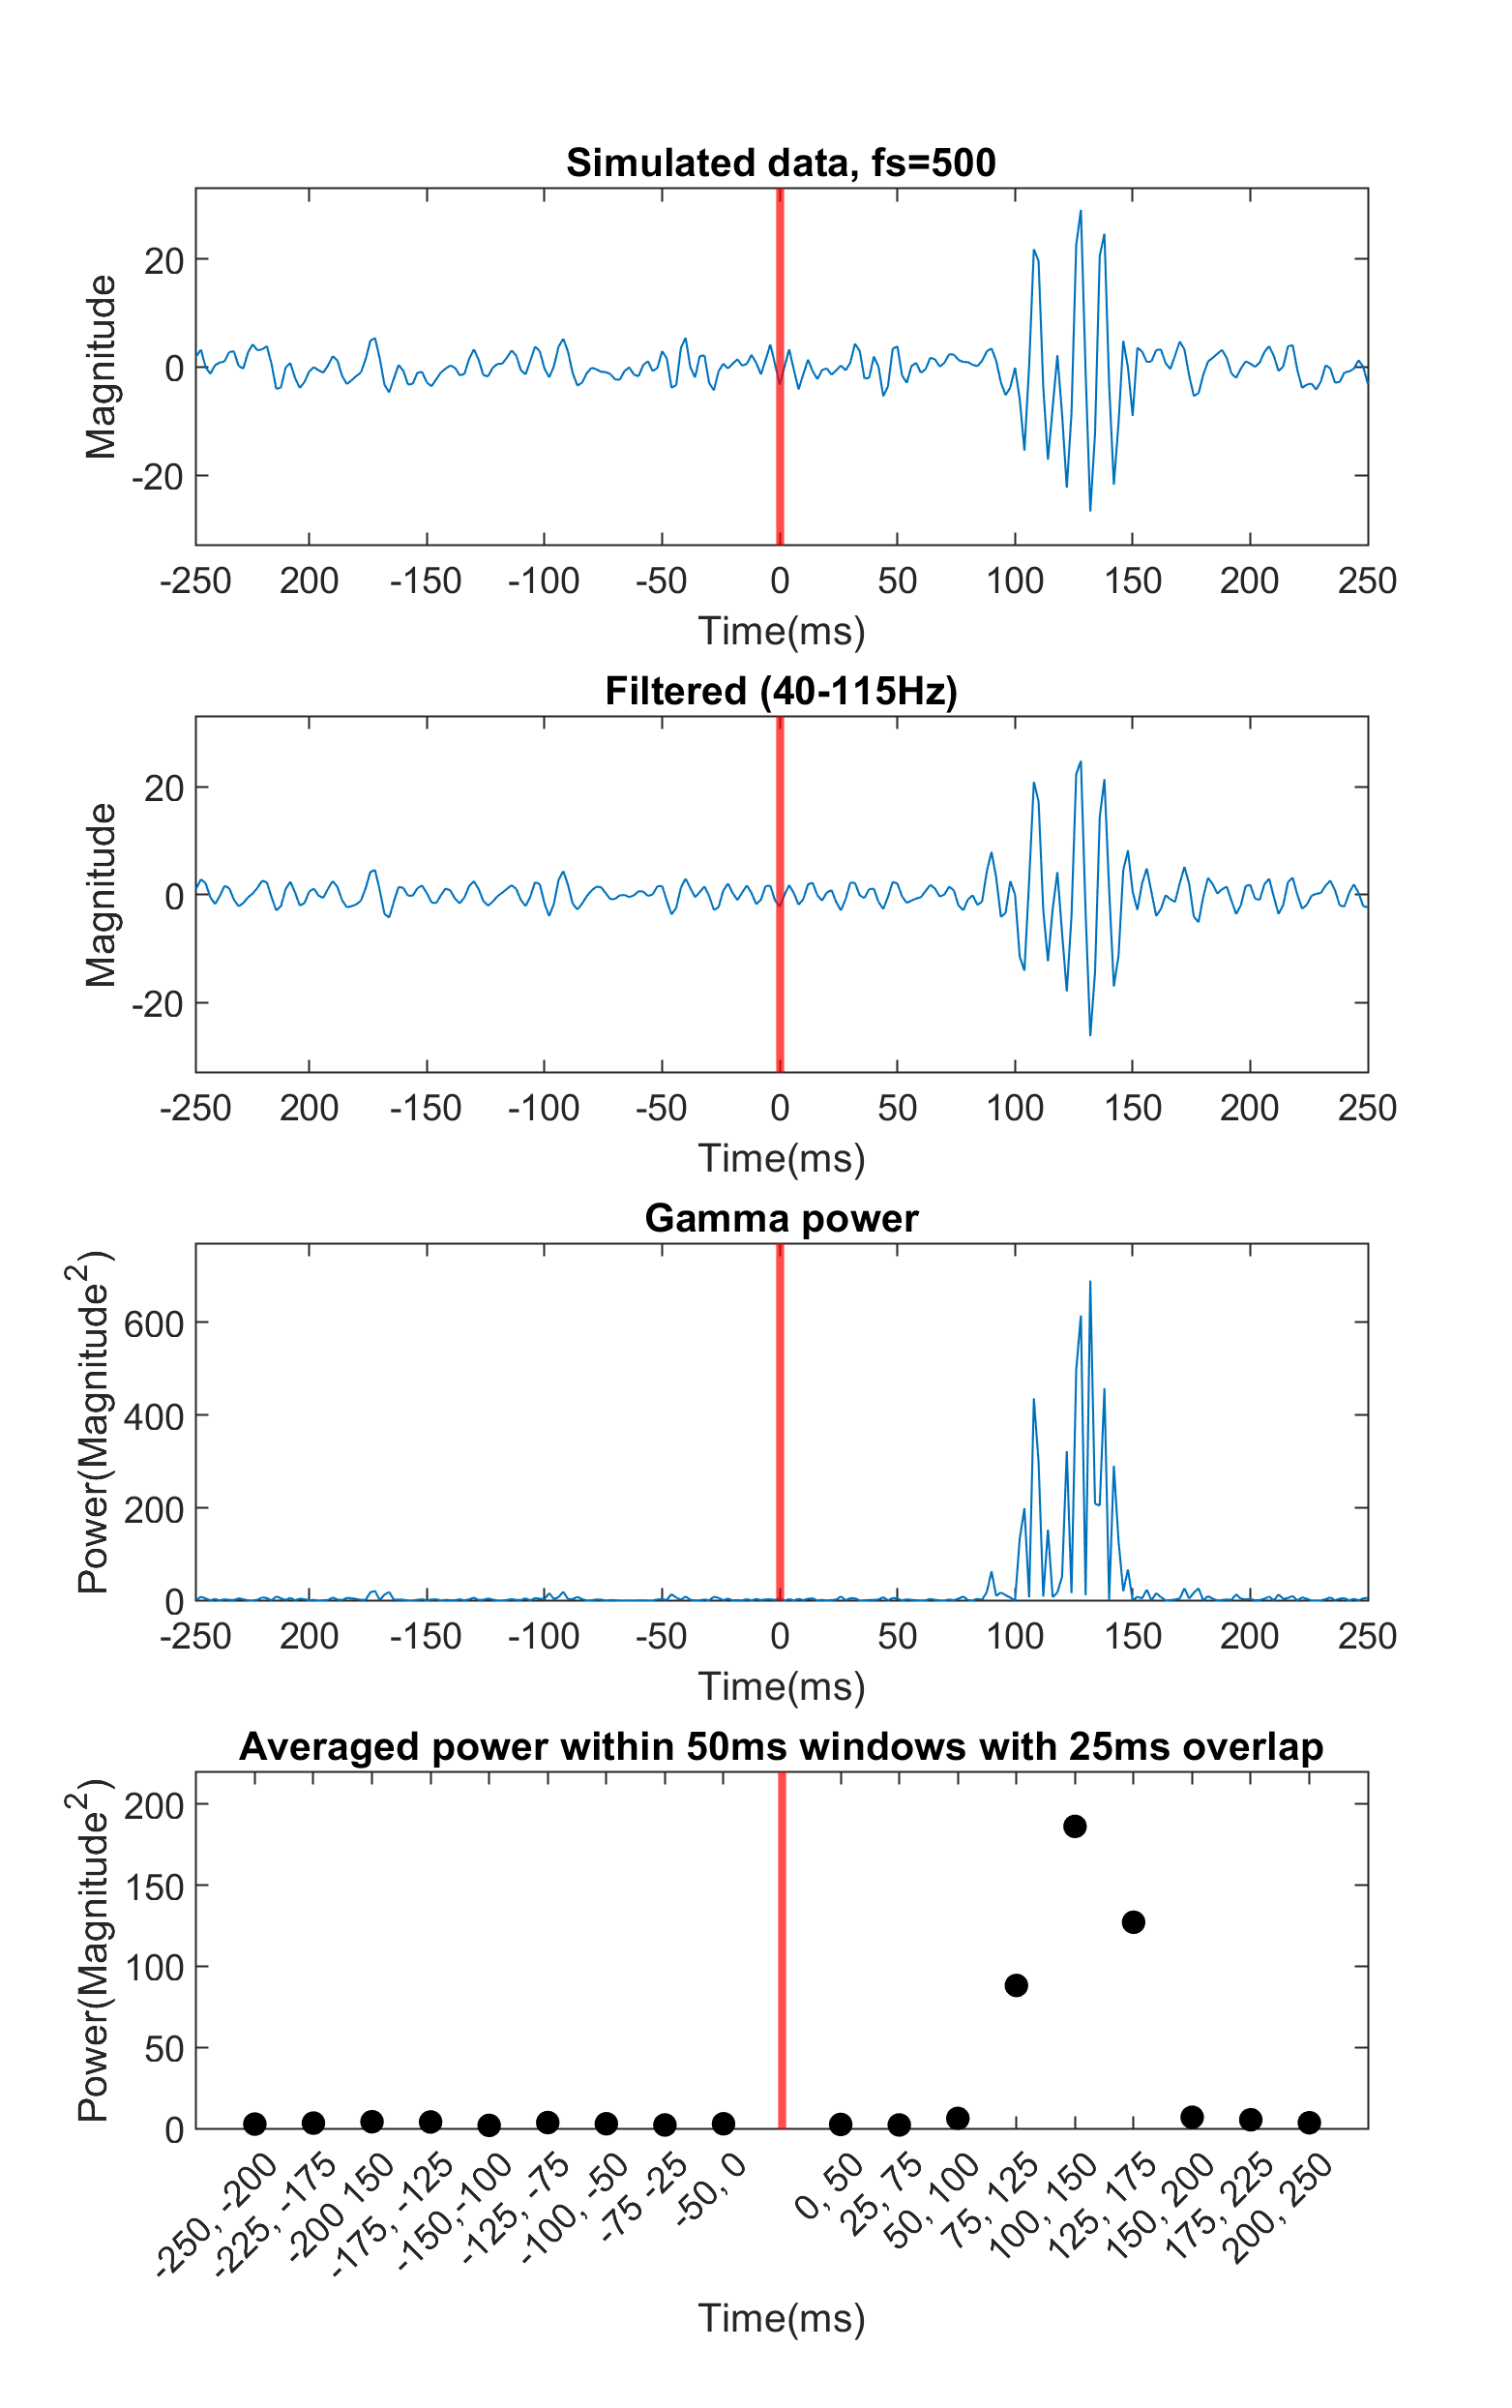 Simulated data, fs=500
Magnitude
20
0
-20
-250 200 -150 -100 -50 0 50 100 150 200 250
Time(ms)
Filtered (40-115Hz)
Magnitude
20
0
-20
-250 200 -150 -100 -50 0 50 100 150 200 250
Time(ms)
Gamma power
Power(Magnitude²)
600
400
200
0
-250 200 -150 -100 -50 0 50 100 150 200 250
Time(ms)
Averaged power within 50ms windows with 25ms overlap
Power(Magnitude²)
200
150
100
50
0
-250, -200
-225, -175
-200 150
-175, -125
-150, -100
-125, -75
-100, -50
-75 -25
-50, 0
0, 50
25, 75
50, 100
75, 125
100, 150
125, 175
150, 200
175, 225
200, 250
Time(ms)